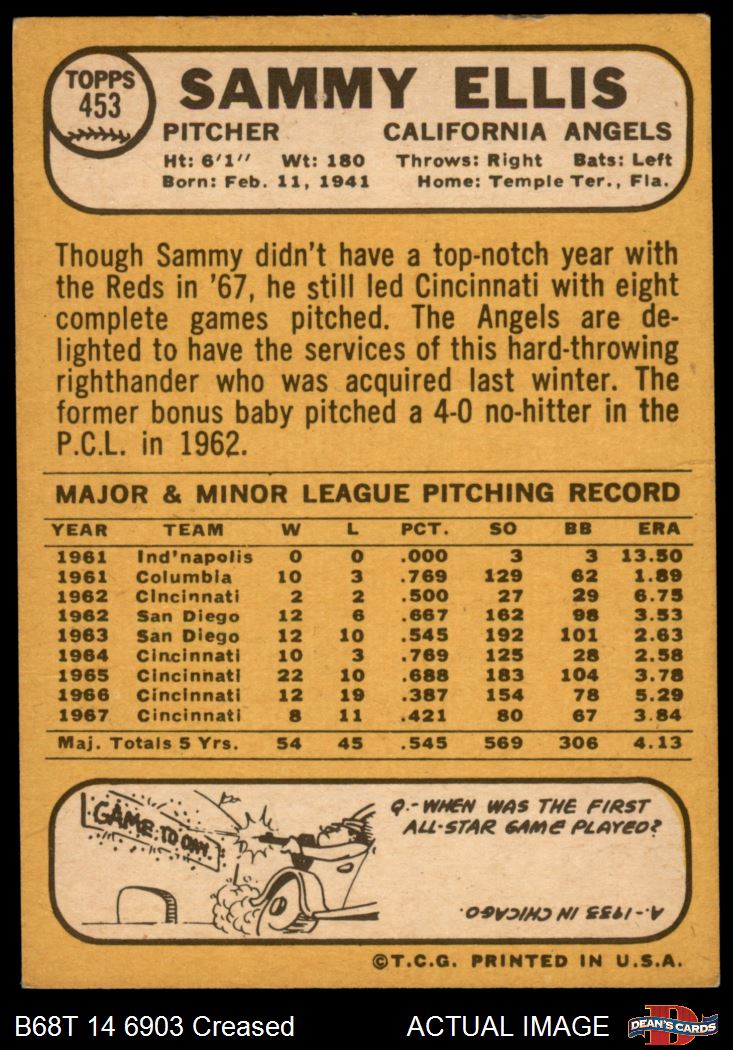 TOPPS
453
SAMMY ELLIS
PITCHER CALIFORNIA ANGELS
Ht: 6'1" Wt: 180 Throws: Right Bats: Left
Born: Feb. 11, 1941 Home: Temple Ter., Fla.
Though Sammy didn't have a top-notch year with
the Reds in '67, he still led Cincinnati with eight
complete games pitched. The Angels are de-
lighted to have the services of this hard-throwing
righthander who was acquired last winter. The
former bonus baby pitched a 4-0 no-hitter in the
P.C.L. in 1962.
MAJOR & MINOR LEAGUE PITCHING RECORD
YEAR TEAM W L PCT. SO BB ERA
1961 Ind'napolis 0 0 .000 3 3 13.50
1961 Columbia 10 3 .769 129 62 1.89
1962 Cincinnati 2 2 .500 27 29 6.75
1962 San Diego 12 6 .667 162 98 3.53
1963 San Diego 12 10 .545 192 101 2.63
1964 Cincinnati 10 3 .769 125 28 2.58
1965 Cincinnati 22 10 .688 183 104 3.78
1966 Cincinnati 12 19 .387 154 78 5.29
1967 Cincinnati 8 11 .421 80 67 3.84
Maj. Totals 5 Yrs. 54 45 .545 569 306 4.13
GAME TODAY
Q.-WHEN WAS THE FIRST
ALL-STAR GAME PLAYED?
A.-1933 IN CHICAGO.
©T.C.G. PRINTED IN U.S.A.
B68T 14 6903 Creased ACTUAL IMAGE
DEAN'S CARDS